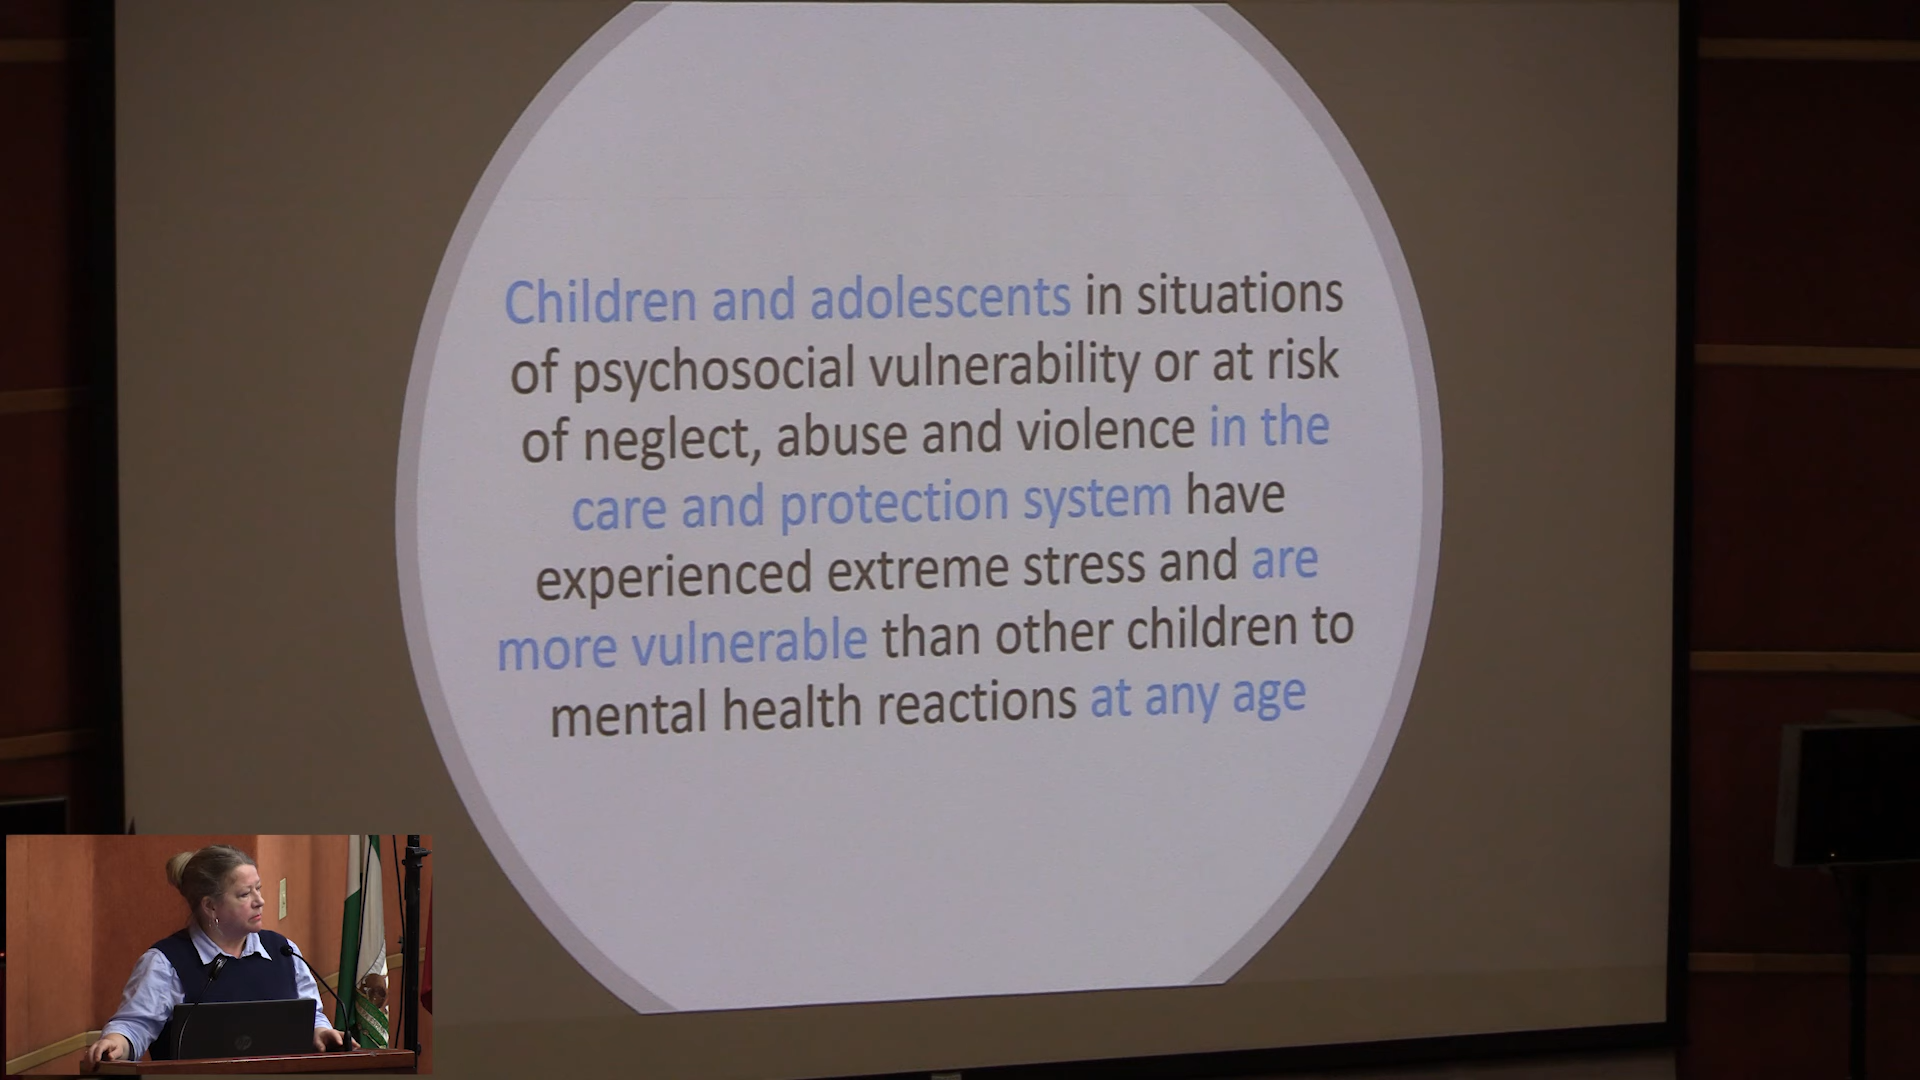 Children and adolescents in situations
of psychosocial vulnerability or at risk
of neglect, abuse and violence in the
care and protection system have
experienced extreme stress and are
more vulnerable than other children to
mental health reactions at any age